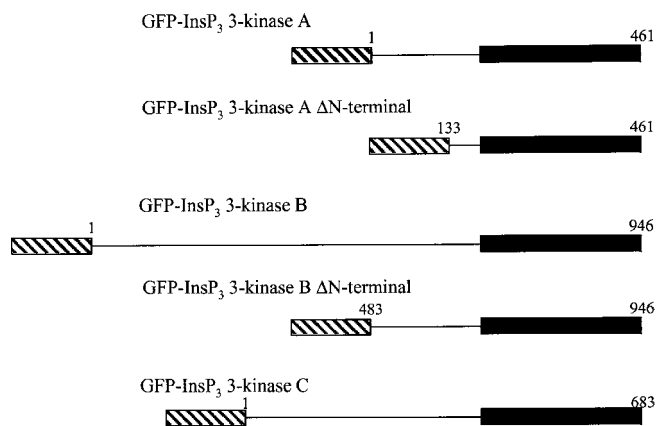 GFP-InsP₃ 3-kinase A
1 461
GFP-InsP₃ 3-kinase A ΔN-terminal
133 461
GFP-InsP₃ 3-kinase B
1 946
GFP-InsP₃ 3-kinase B ΔN-terminal
483 946
GFP-InsP₃ 3-kinase C
1 683